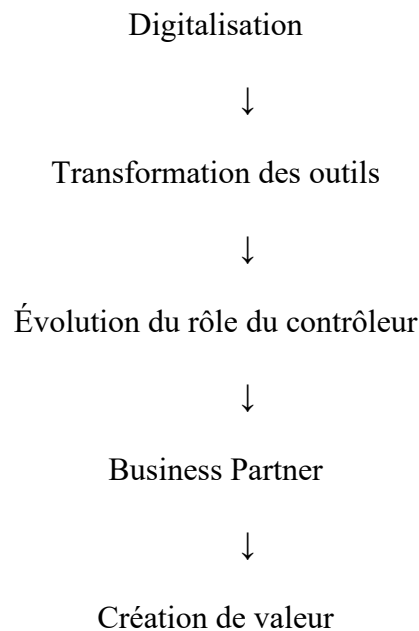 Digitalisation
↓
Transformation des outils
↓
Évolution du rôle du contrôleur
↓
Business Partner
↓
Création de valeur